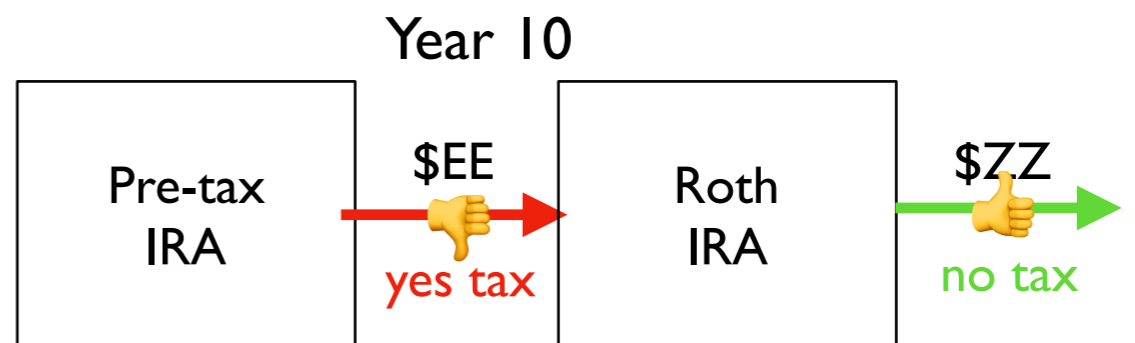 Year 10
Pre-tax
IRA
$EE
yes tax
Roth
IRA
$ZZ
no tax